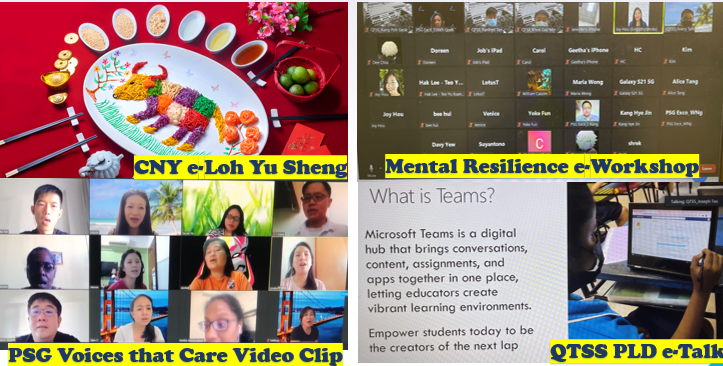 CNY e-Loh Yu Sheng
Doreen
Job's iPhone
Carol
Geetha's iPhone
HC
Kim
Hak Lee - Teo Y...
LotusT
Maria Wong
Galaxy S21 5G
Alice Tang
Joy Hou
bee hui
Venice
Yoke Fun
Kang Hye Jin
PSG Exco_WNg
Davy Yew
Suyantono
C
shrek
Mental Resilience e-Workshop
PSG Voices that Care Video Clip
What is Teams?
Microsoft Teams is a digital
hub that brings conversations,
content, assignments, and
apps together in one place,
letting educators create
vibrant learning environments.
Empower students today to be
the creators of the next lap
QTSS PLD e-Talk